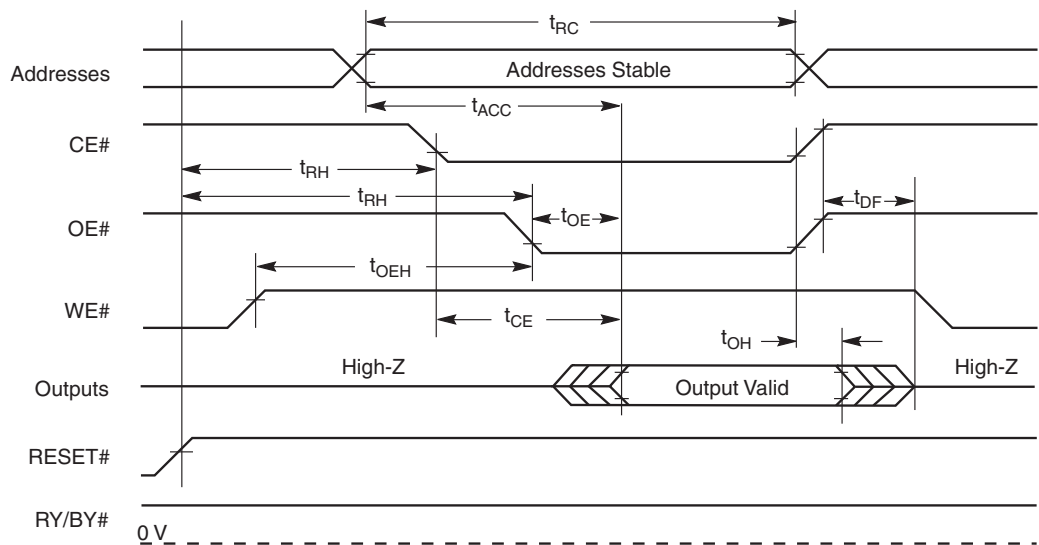 tRC
Addresses
Addresses Stable
tACC
CE#
tRH
tRH
OE#
tOE
tDF
tOEH
WE#
tCE
tOH
High-Z
High-Z
Outputs
Output Valid
RESET#
RY/BY#
0 V